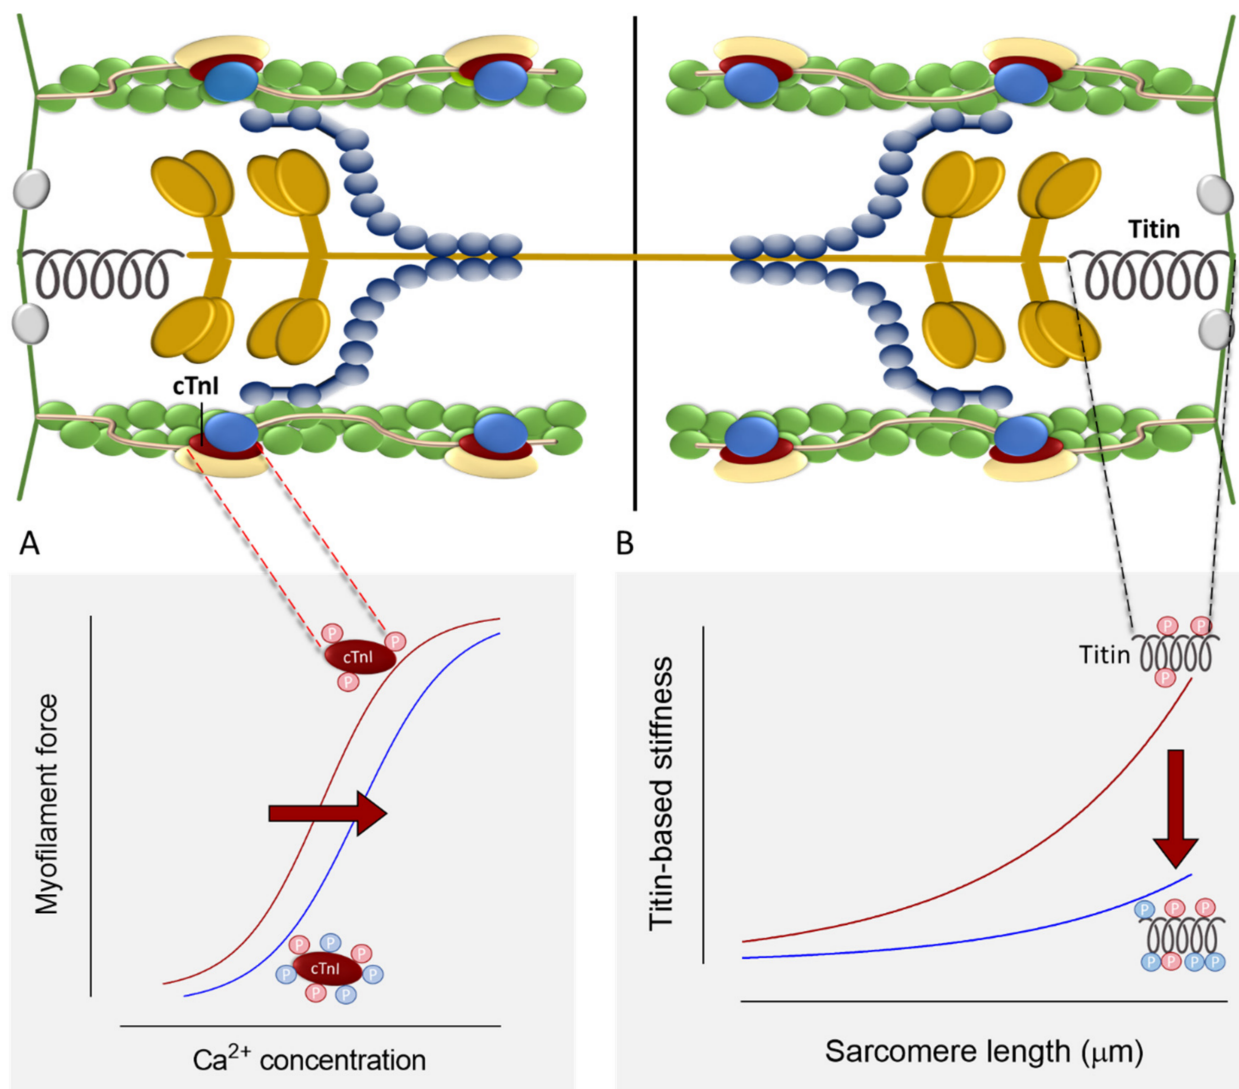 Titin
cTnI
A
B
P
P
cTnI
P
P
P
Titin
P
Myofilament force
Titin-based stiffness
P
P
P
P
P
cTnI
P
P
P
P
P
P
P
P
P
P
Ca²⁺ concentration
Sarcomere length (μm)